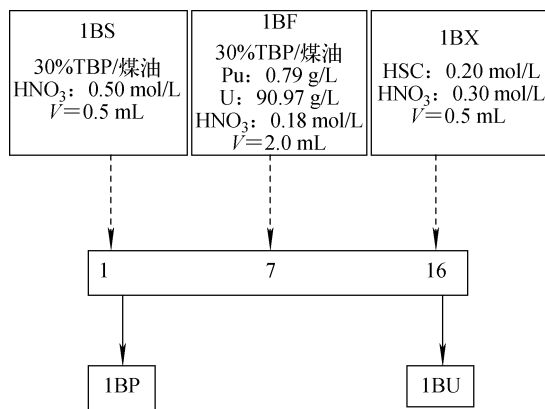 1BS
30%TBP/煤油
HNO₃：0.50 mol/L
V＝0.5 mL
1BF
30%TBP/煤油
Pu：0.79 g/L
U：90.97 g/L
HNO₃：0.18 mol/L
V＝2.0 mL
1BX
HSC：0.20 mol/L
HNO₃：0.30 mol/L
V＝0.5 mL
1 7 16
1BP
1BU